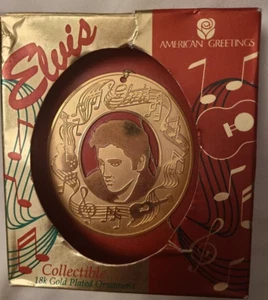 Elvis
AMERICAN GREETINGS
Collectible
18k Gold Plated Ornament